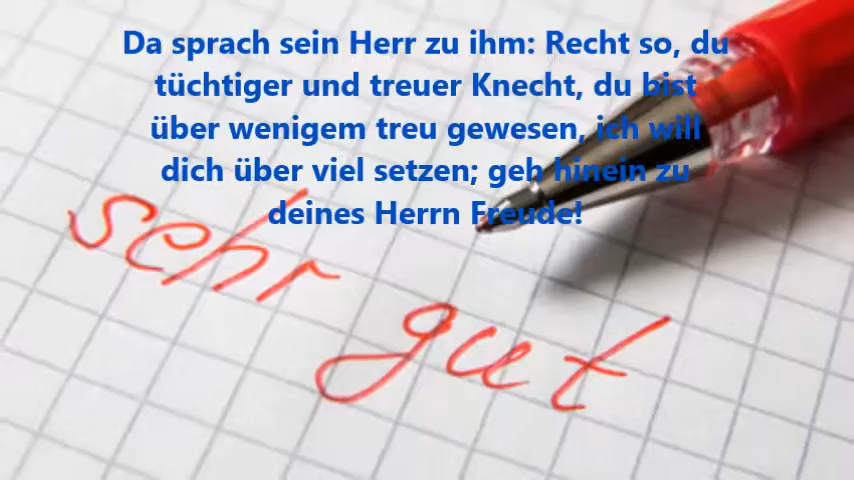 Da sprach sein Herr zu ihm: Recht so, du
tüchtiger und treuer Knecht, du bist
über wenigem treu gewesen, ich will
dich über viel setzen; geh hinein zu
deines Herrn Freude!
sehr
gut